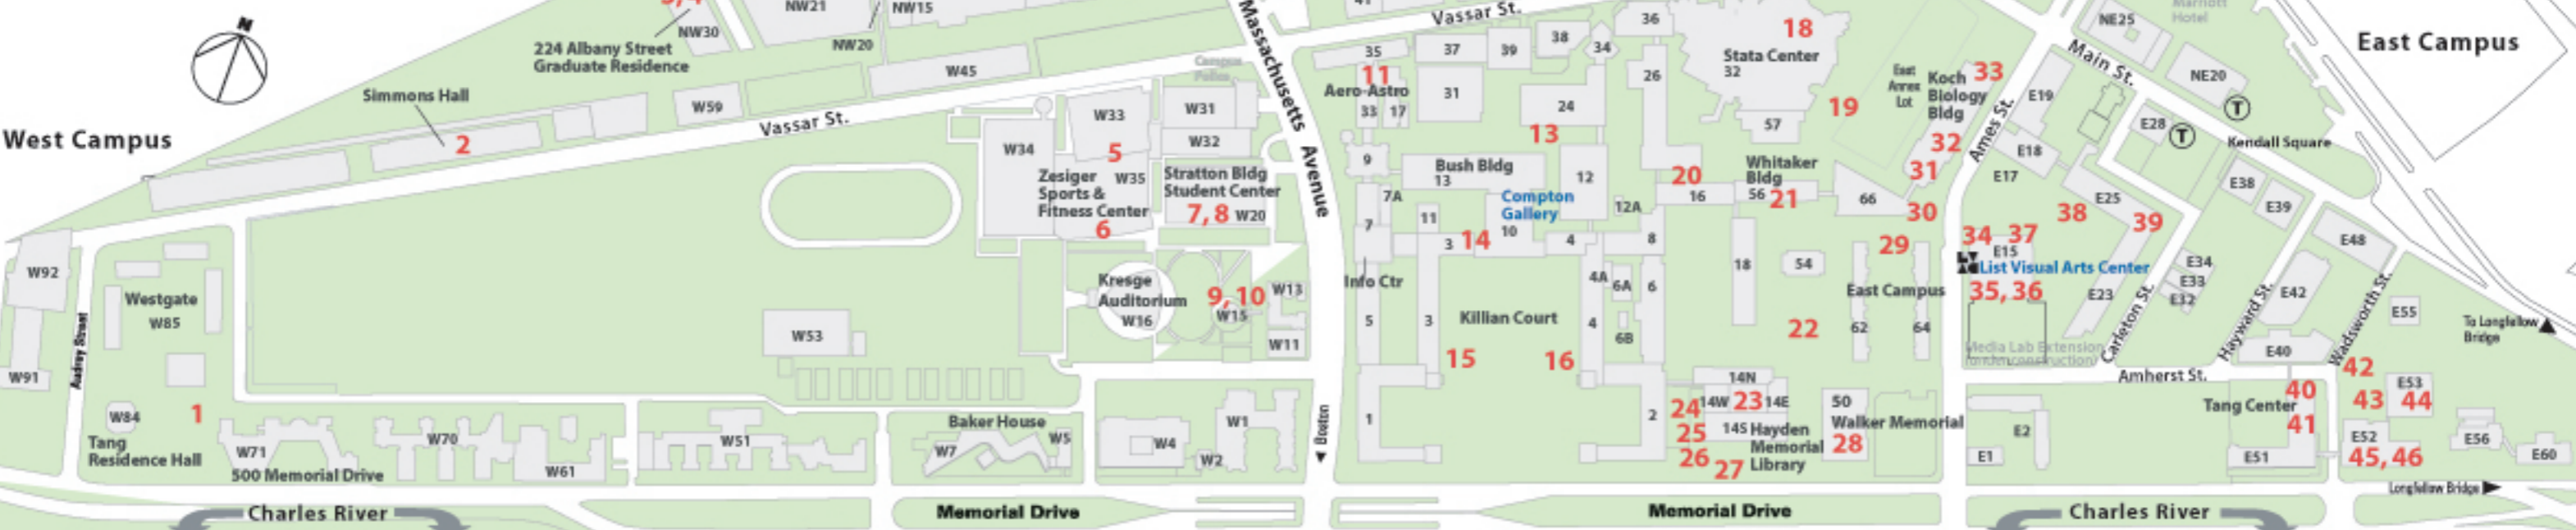 N
West Campus
Simmons Hall
2
224 Albany Street
Graduate Residence
NW30
NW21
NW20
NW15
W45
W59
Vassar St.
Massachusetts Avenue
Vassar St.
W92
W91
Westgate
W85
Audrey Street
W84
1
Tang
Residence Hall
W71
500 Memorial Drive
W70
W61
W51
W53
Baker House
W7
W5
W4
W2
W1
W34
W33
5
W31
W32
Zesiger
Sports &
Fitness Center
W35
6
Stratton Bldg
Student Center
7, 8
W20
Kresge
Auditorium
W16
9, 10
W15
W13
W11
Boston
35
11
Aero-Astro
33
17
37
39
38
34
36
31
24
13
26
9
Bush Bldg
13
Compton
Gallery
10
12
12A
7A
7
11
3
14
4
8
16
20
Info Ctr
5
3
Killian Court
15
16
4A
4
6A
6
6B
1
2
18
Stata Center
32
57
19
Whitaker
Bldg
56
21
66
18
54
22
East Campus
62
64
29
30
31
32
33
East
Annex
Lot
Koch
Biology
Bldg
Ames St.
14N
14W
23
14E
14S
24
25
26
27
Hayden
Memorial
Library
50
Walker Memorial
28
NE25
Main St.
NE20
T
T
Kendall Square
East Campus
E19
E18
E17
E28
E25
38
39
E38
E39
E48
34
37
E15
List Visual Arts Center
35, 36
Media Lab Extension
(under construction)
E23
Carleton St.
E34
E33
E32
Hayward St.
E42
E40
Wadsworth St.
E55
To Longfellow
Bridge
Amherst St.
42
40
Tang Center
41
43
E53
44
E52
45, 46
E51
E56
E60
E2
E1
Longfellow Bridge
Charles River
Memorial Drive
Memorial Drive
Charles River